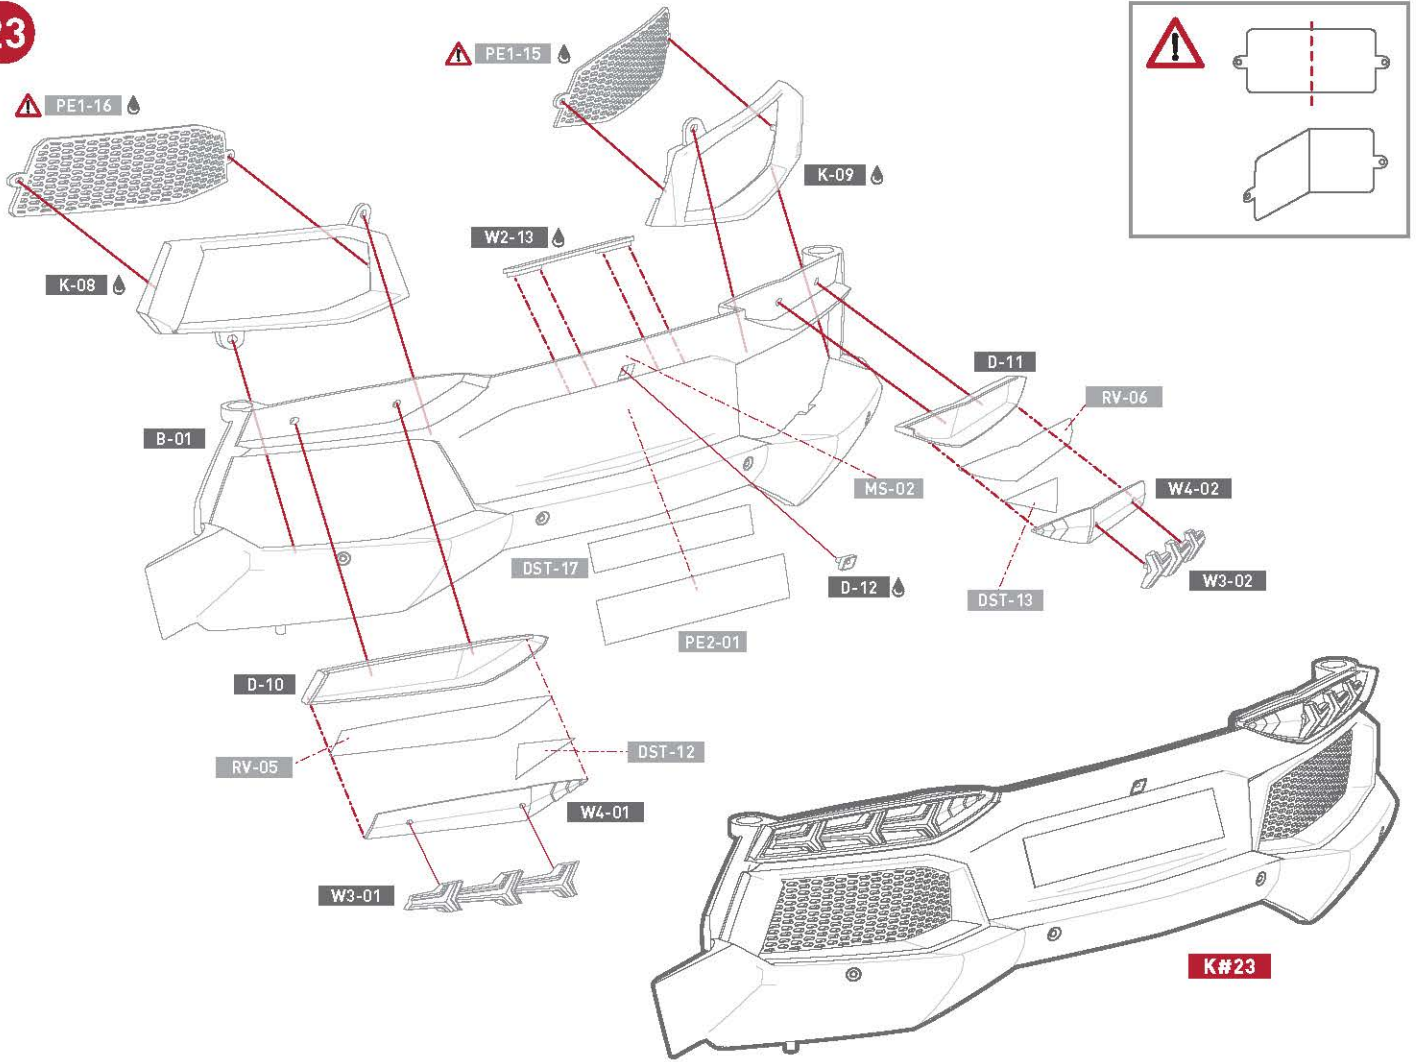 23
PE1-15
PE1-16
K-09
W2-13
K-08
D-11
RV-06
B-01
MS-02
W4-02
DST-17
D-12
W3-02
DST-13
PE2-01
D-10
RV-05
DST-12
W4-01
W3-01
K#23